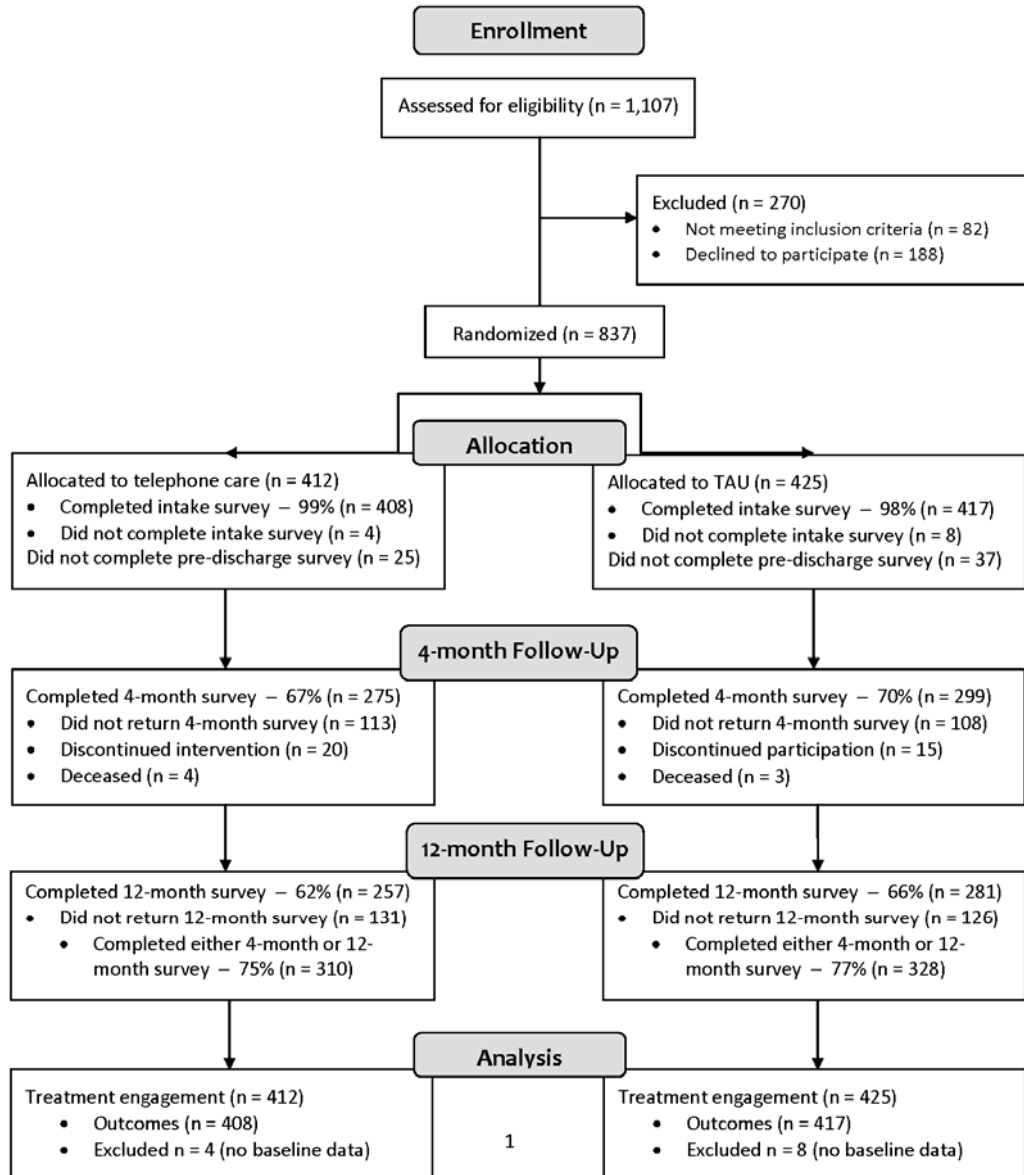 Enrollment
Assessed for eligibility (n = 1,107)
Excluded (n = 270)
• Not meeting inclusion criteria (n = 82)
• Declined to participate (n = 188)
Randomized (n = 837)
Allocation
Allocated to telephone care (n = 412)
• Completed intake survey – 99% (n = 408)
• Did not complete intake survey (n = 4)
Did not complete pre-discharge survey (n = 25)
Allocated to TAU (n = 425)
• Completed intake survey – 98% (n = 417)
• Did not complete intake survey (n = 8)
Did not complete pre-discharge survey (n = 37)
4-month Follow-Up
Completed 4-month survey – 67% (n = 275)
• Did not return 4-month survey (n = 113)
• Discontinued intervention (n = 20)
• Deceased (n = 4)
Completed 4-month survey – 70% (n = 299)
• Did not return 4-month survey (n = 108)
• Discontinued participation (n = 15)
• Deceased (n = 3)
12-month Follow-Up
Completed 12-month survey – 62% (n = 257)
• Did not return 12-month survey (n = 131)
• Completed either 4-month or 12-
month survey – 75% (n = 310)
Completed 12-month survey – 66% (n = 281)
• Did not return 12-month survey (n = 126)
• Completed either 4-month or 12-
month survey – 77% (n = 328)
Analysis
Treatment engagement (n = 412)
• Outcomes (n = 408)
• Excluded n = 4 (no baseline data)
1
Treatment engagement (n = 425)
• Outcomes (n = 417)
• Excluded n = 8 (no baseline data)